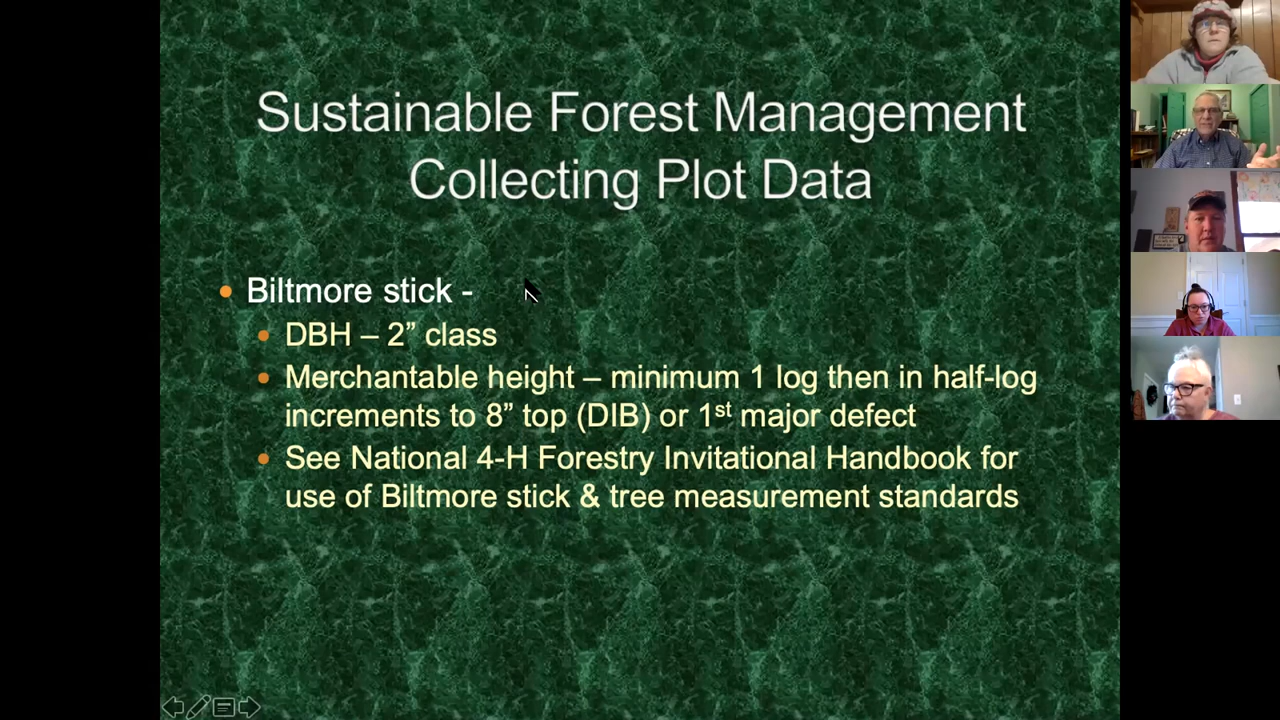 Sustainable Forest Management
Collecting Plot Data
Biltmore stick -
DBH – 2” class
Merchantable height – minimum 1 log then in half-log
increments to 8” top (DIB) or 1st major defect
See National 4-H Forestry Invitational Handbook for
use of Biltmore stick & tree measurement standards